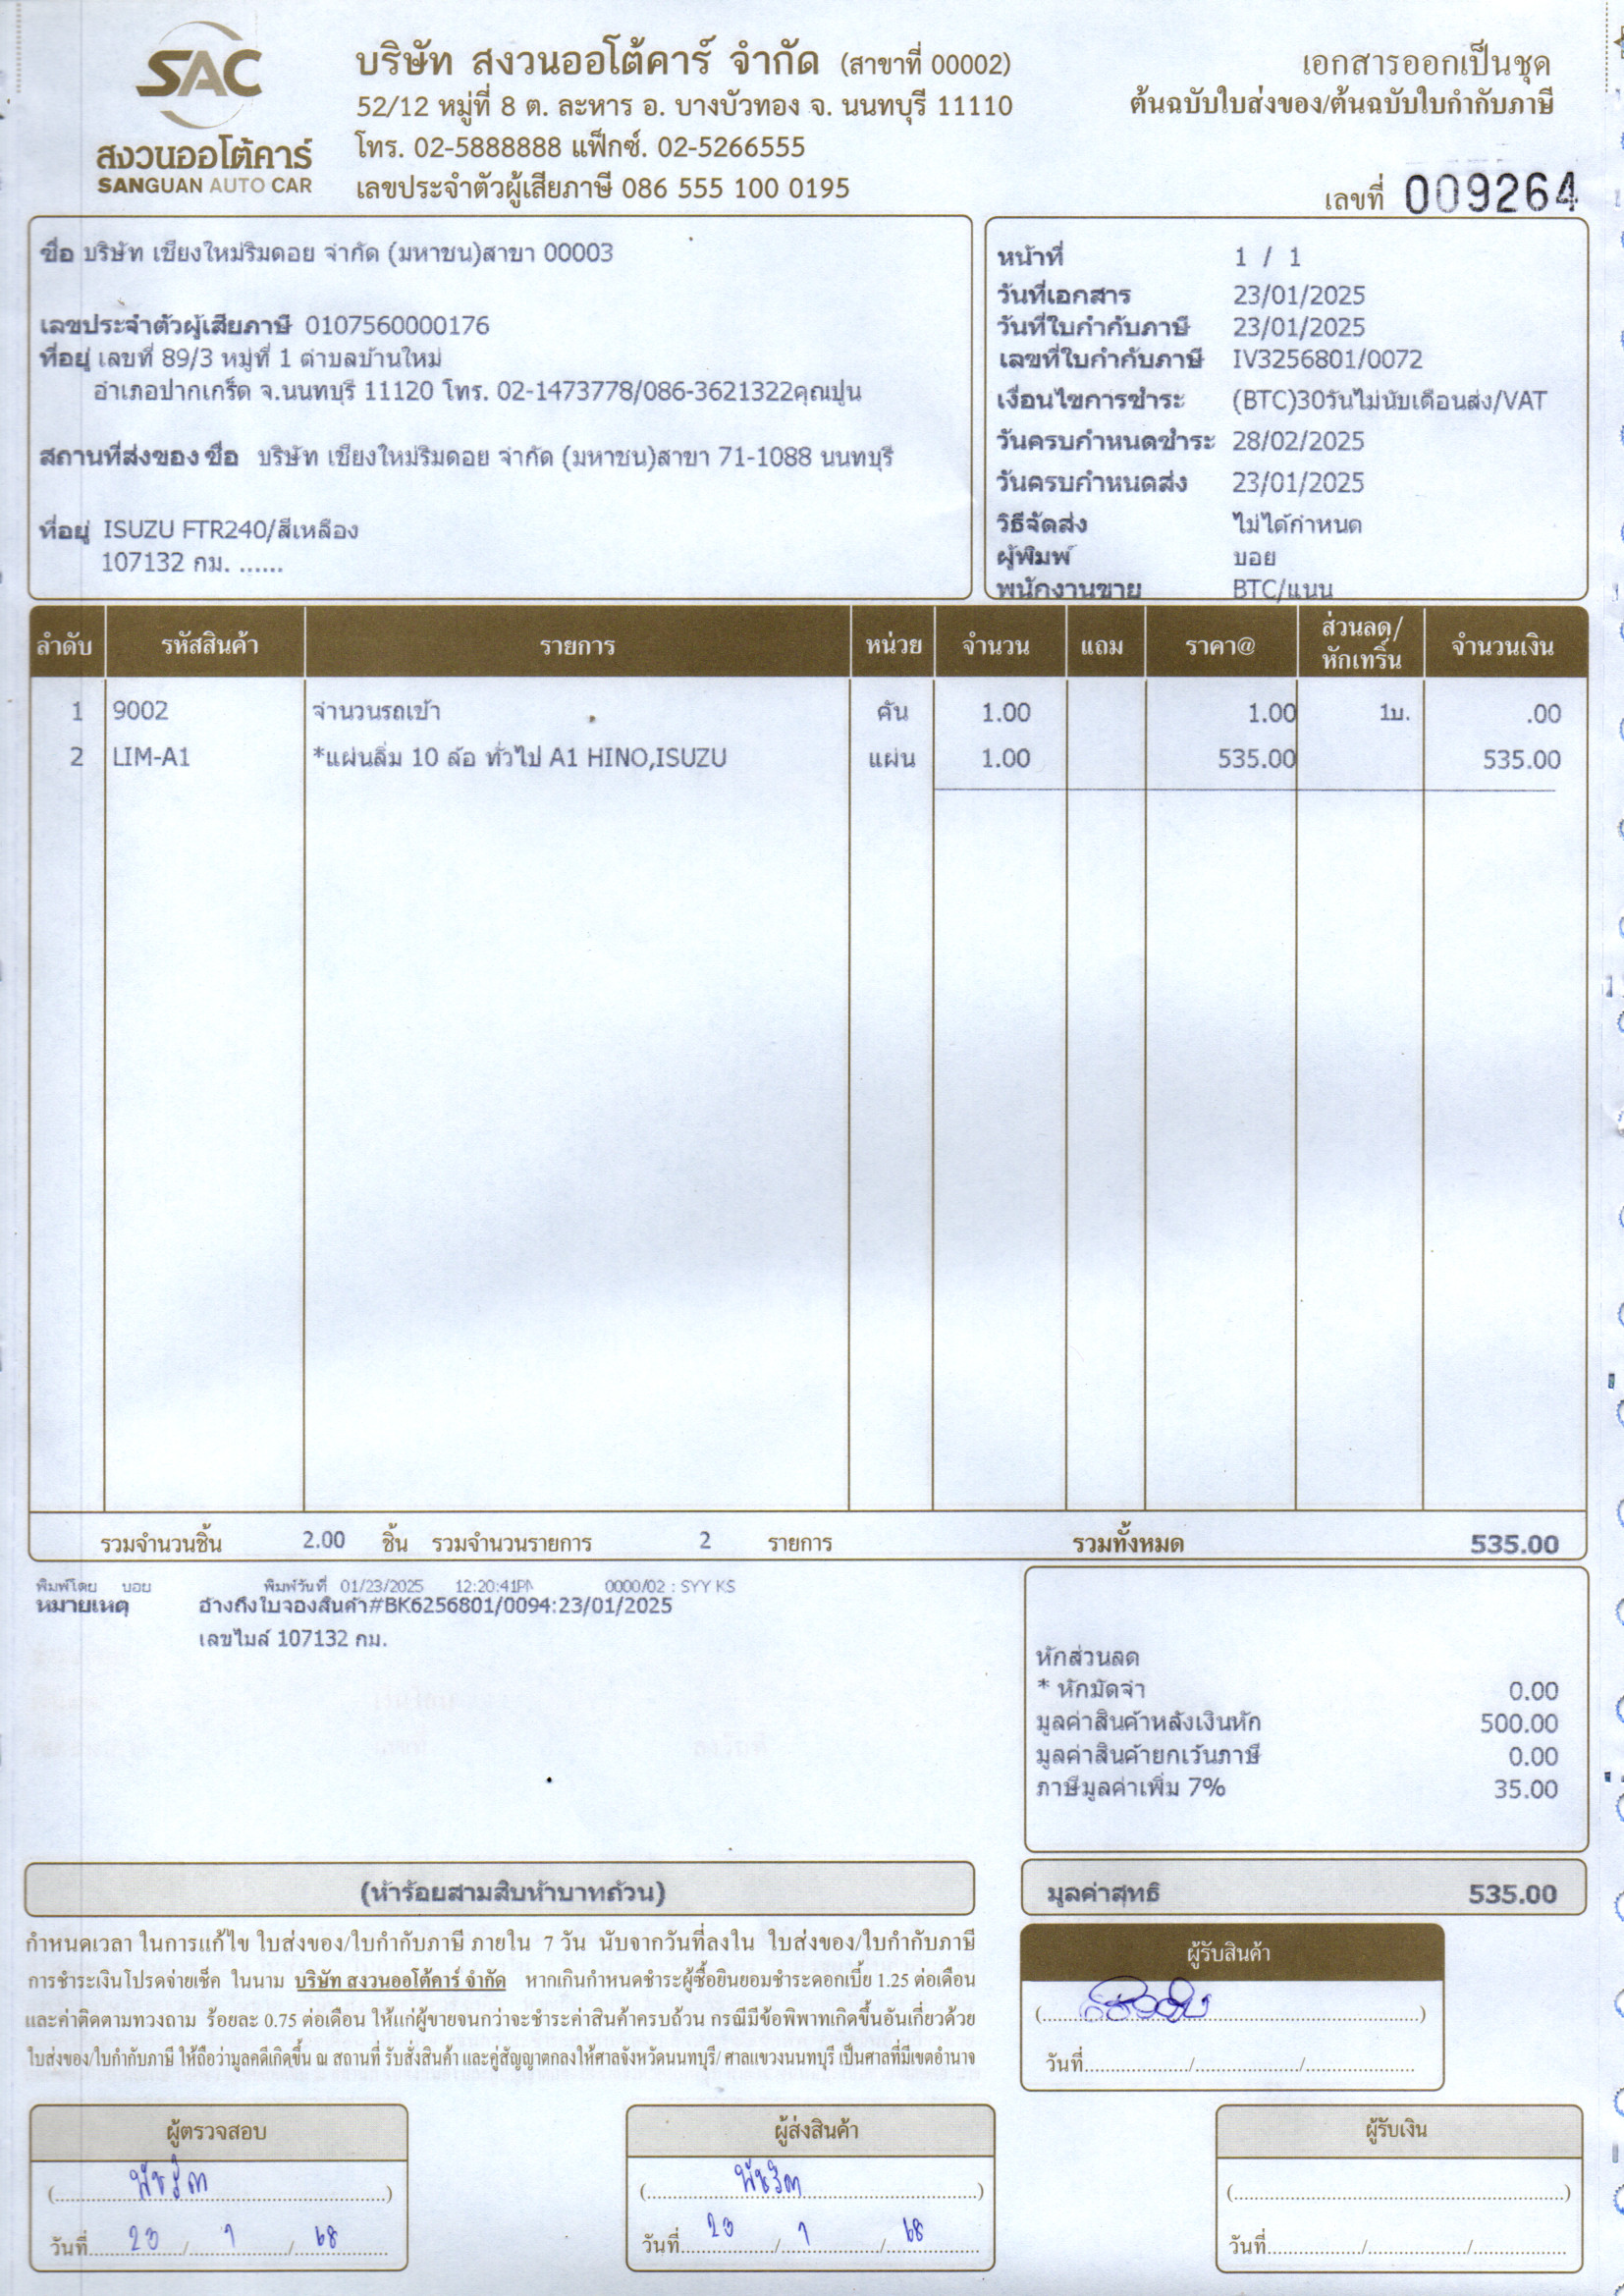 SAC
สงวนออโต้คาร์
SANGUAN AUTO CAR
บริษัท สงวนออโต้คาร์ จำกัด (สาขาที่ 00002)
52/12 หมู่ที่ 8 ต. ละหาร อ. บางบัวทอง จ. นนทบุรี 11110
โทร. 02-5888888 แฟ็กซ์. 02-5266555
เลขประจำตัวผู้เสียภาษี 086 555 100 0195
เอกสารออกเป็นชุด
ต้นฉบับใบส่งของ/ต้นฉบับใบกำกับภาษี
เลขที่ 009264
ชื่อ บริษัท เชียงใหม่ริมดอย จำกัด (มหาชน)สาขา 00003
เลขประจำตัวผู้เสียภาษี 0107560000176
ที่อยู่ เลขที่ 89/3 หมู่ที่ 1 ตำบลบ้านใหม่
อำเภอปากเกร็ด จ.นนทบุรี 11120 โทร. 02-1473778/086-3621322คุณปูน
สถานที่ส่งของ ชื่อ บริษัท เชียงใหม่ริมดอย จำกัด (มหาชน)สาขา 71-1088 นนทบุรี
ที่อยู่ ISUZU FTR240/สีเหลือง
107132 กม. ......
หน้าที่ 1 / 1
วันที่เอกสาร 23/01/2025
วันที่ใบกำกับภาษี 23/01/2025
เลขที่ใบกำกับภาษี IV3256801/0072
เงื่อนไขการชำระ (BTC)30วันไม่นับเดือนส่ง/VAT
วันครบกำหนดชำระ 28/02/2025
วันครบกำหนดส่ง 23/01/2025
วิธีจัดส่ง ไม่ได้กำหนด
ผู้พิมพ์ บอย
พนักงานขาย BTC/แนน
ลำดับ รหัสสินค้า รายการ หน่วย จำนวน แถม ราคา@ ส่วนลด/หักเทริ์น จำนวนเงิน
1 9002 จำนวนรถเข้า คัน 1.00 1.00 1บ. .00
2 LIM-A1 *แผ่นลิ่ม 10 ล้อ ทั่วไป A1 HINO,ISUZU แผ่น 1.00 535.00 535.00
รวมจำนวนชิ้น 2.00 ชิ้น รวมจำนวนรายการ 2 รายการ รวมทั้งหมด 535.00
พิมพ์โดย บอย พิมพ์วันที่ 01/23/2025 12:20:41PM 0000/02 : SYY KS
หมายเหตุ อ้างถึงใบจองสินค้า#BK6256801/0094:23/01/2025
เลขไมล์ 107132 กม.
หักส่วนลด
* หักมัดจำ 0.00
มูลค่าสินค้าหลังเงินหัก 500.00
มูลค่าสินค้ายกเว้นภาษี 0.00
ภาษีมูลค่าเพิ่ม 7% 35.00
(ห้าร้อยสามสิบห้าบาทถ้วน)
มูลค่าสุทธิ 535.00
กำหนดเวลา ในการแก้ไข ใบส่งของ/ใบกำกับภาษี ภายใน 7 วัน นับจากวันที่ลงใน ใบส่งของ/ใบกำกับภาษี
การชำระเงินโปรดจ่ายเช็ค ในนาม บริษัท สงวนออโต้คาร์ จำกัด หากเกินกำหนดชำระผู้ซื้อยินยอมชำระดอกเบี้ย 1.25 ต่อเดือน
และค่าติดตามทวงถาม ร้อยละ 0.75 ต่อเดือน ให้แก่ผู้ขายจนกว่าจะชำระค่าสินค้าครบถ้วน กรณีมีข้อพิพาทเกิดขึ้นอันเกี่ยวด้วย
ใบส่งของ/ใบกำกับภาษี ให้ถือว่ามูลคดีเกิดขึ้น ณ สถานที่ รับสั่งสินค้า และคู่สัญญาตกลงให้ศาลจังหวัดนนทบุรี/ ศาลแขวงนนทบุรี เป็นศาลที่มีเขตอำนาจ
ผู้รับสินค้า
วันที่ / /
ผู้ตรวจสอบ
(พัชริดา)
วันที่ 23 / 1 / 68
ผู้ส่งสินค้า
(พัชริดา)
วันที่ 23 / 1 / 68
ผู้รับเงิน
วันที่ / /